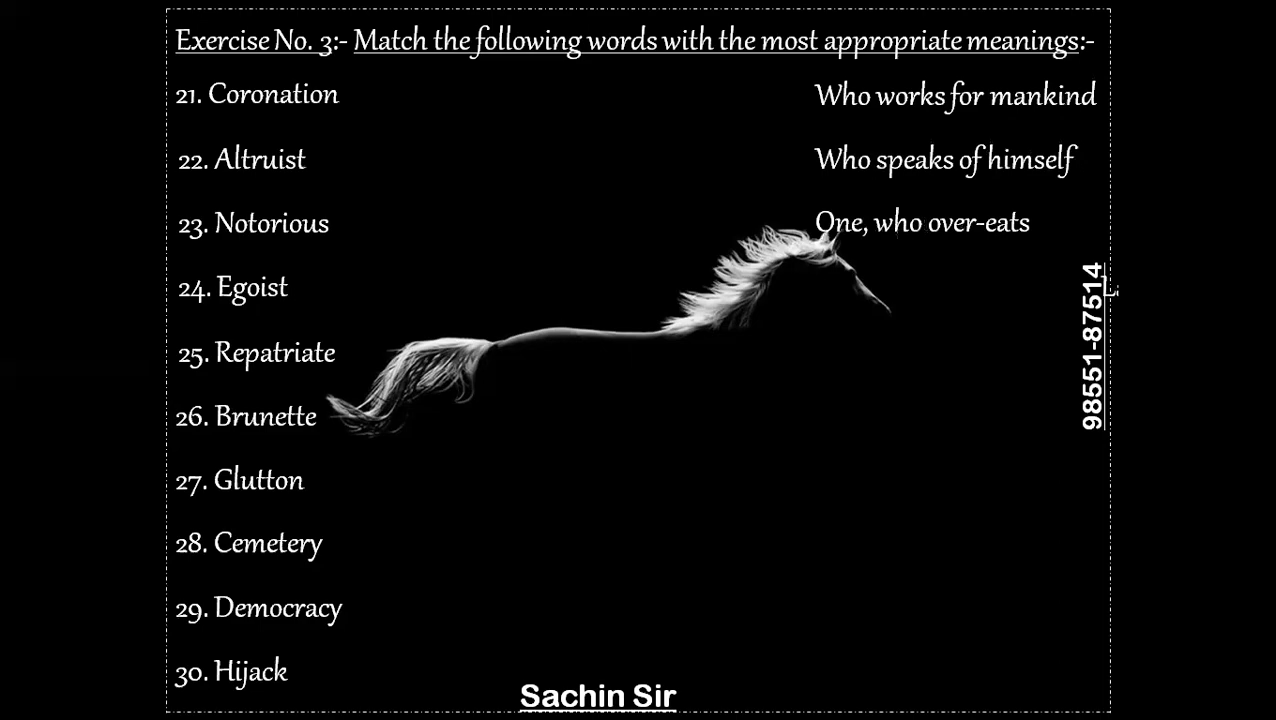 Exercise No. 3:- Match the following words with the most appropriate meanings:-
21. Coronation
Who works for mankind
22. Altruist
Who speaks of himself
23. Notorious
One, who over-eats
24. Egoist
25. Repatriate
26. Brunette
27. Glutton
28. Cemetery
29. Democracy
30. Hijack
98551-87514
Sachin Sir